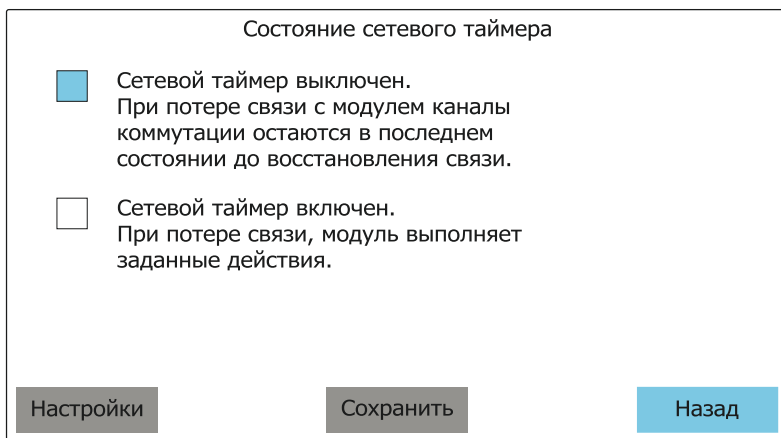 Состояние сетевого таймера
Сетевой таймер выключен.
При потере связи с модулем каналы
коммутации остаются в последнем
состоянии до восстановления связи.
Сетевой таймер включен.
При потере связи, модуль выполняет
заданные действия.
Настройки
Сохранить
Назад